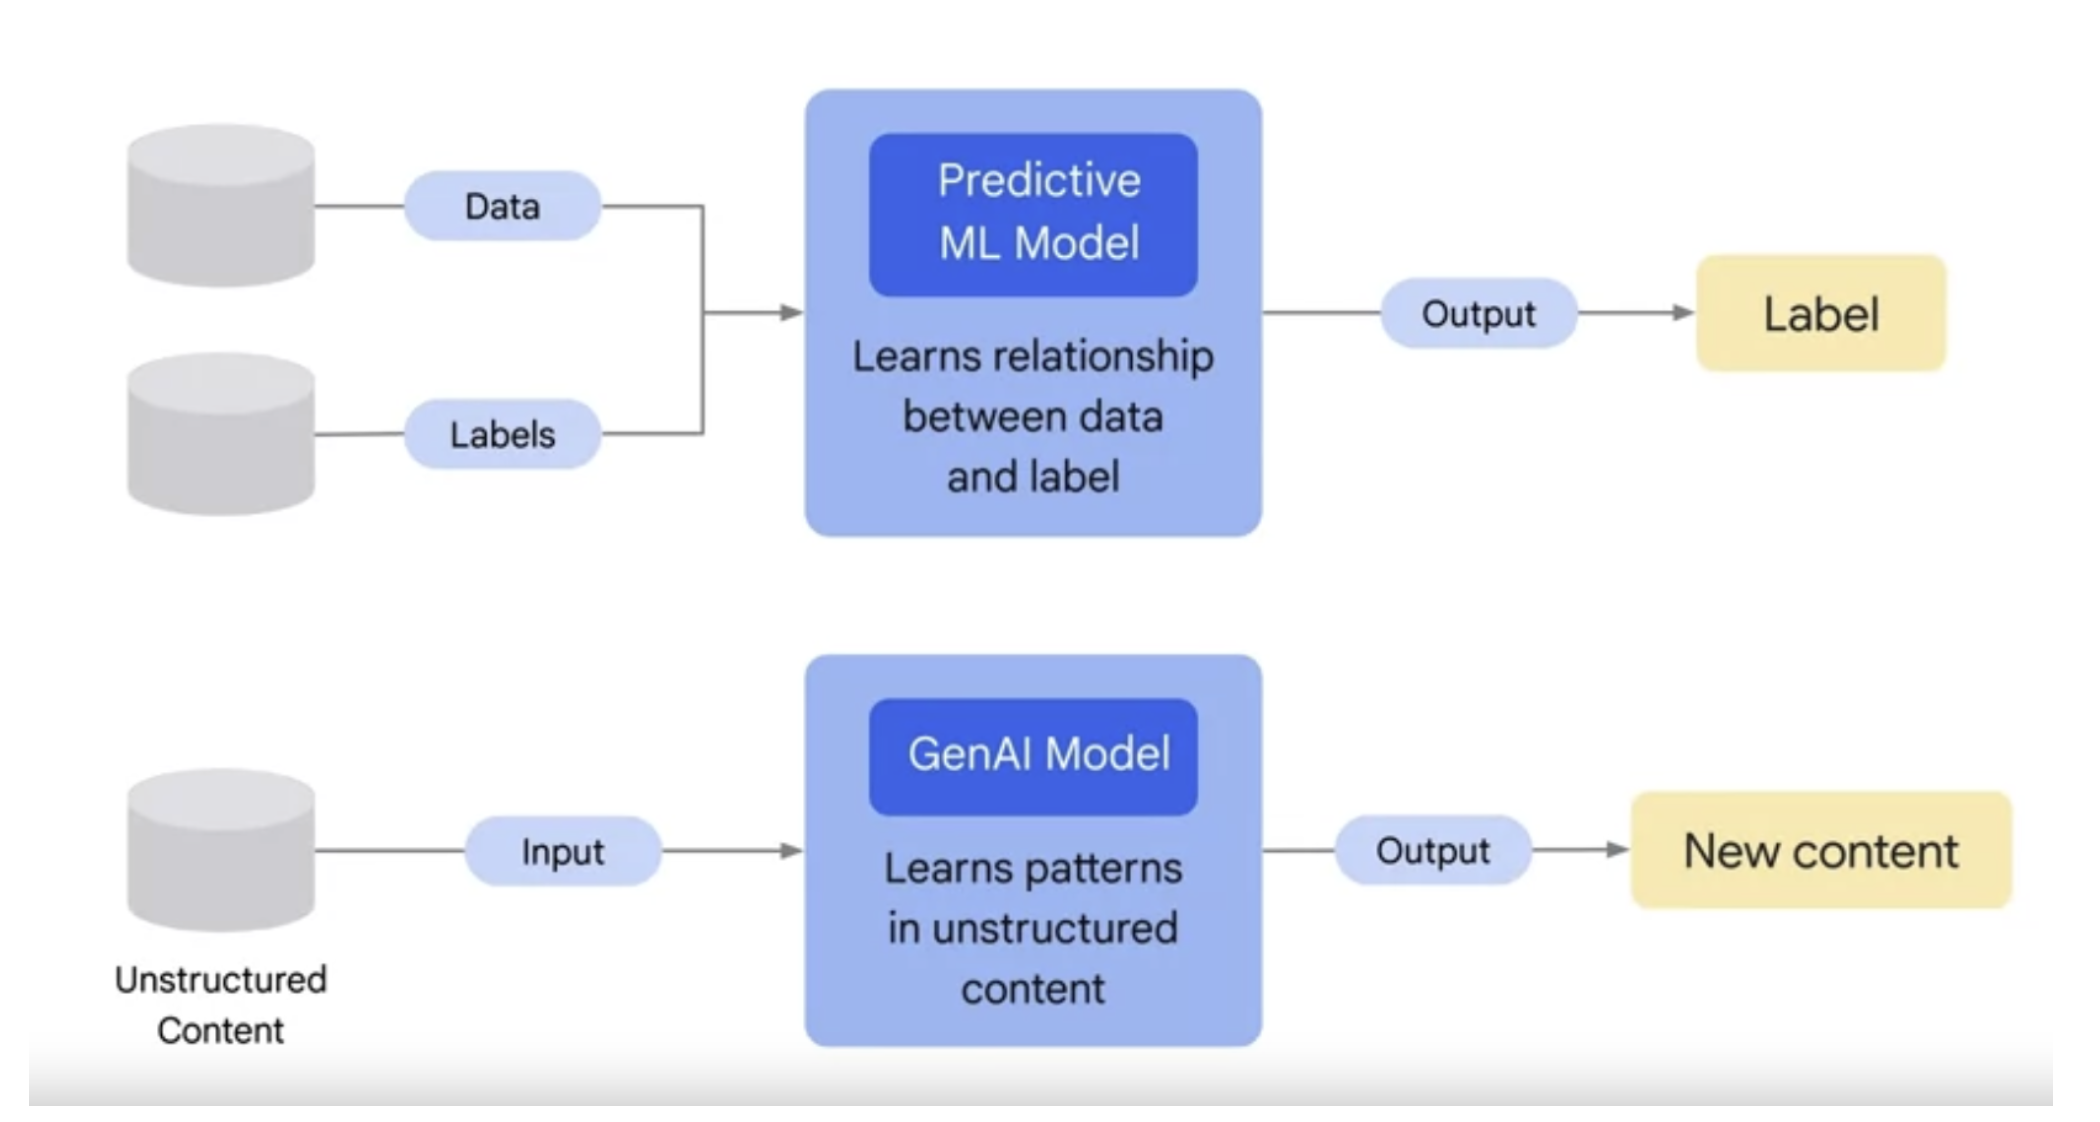 Data
Labels
Predictive
ML Model
Learns relationship
between data
and label
Output
Label
Unstructured
Content
Input
GenAI Model
Learns patterns
in unstructured
content
Output
New content